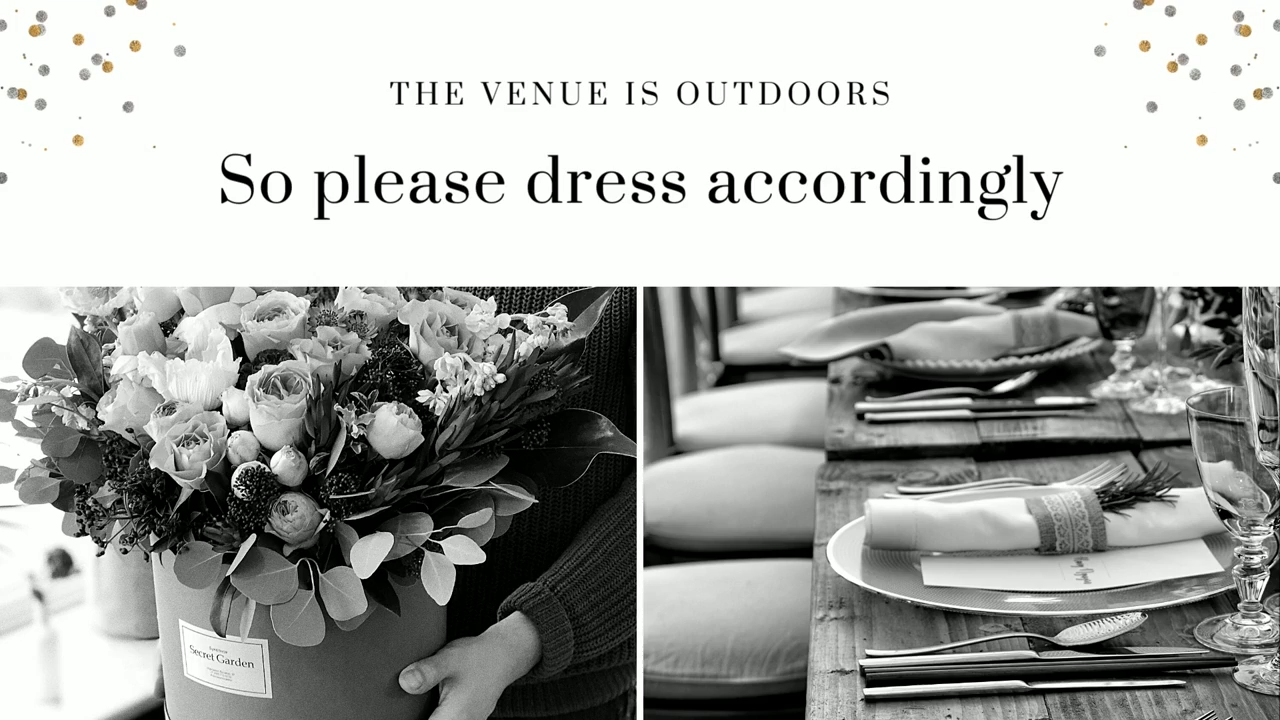 THE VENUE IS OUTDOORS
So please dress accordingly
Secret Garden